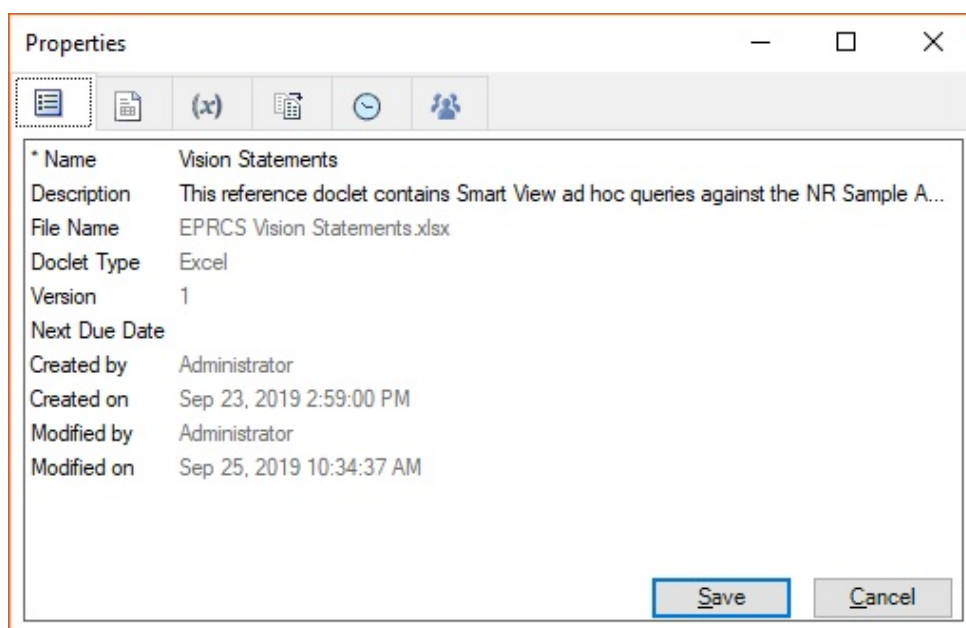 Properties
(x)
* Name Vision Statements
Description This reference doclet contains Smart View ad hoc queries against the NR Sample A...
File Name EPRCS Vision Statements.xlsx
Doclet Type Excel
Version 1
Next Due Date
Created by Administrator
Created on Sep 23, 2019 2:59:00 PM
Modified by Administrator
Modified on Sep 25, 2019 10:34:37 AM
Save Cancel